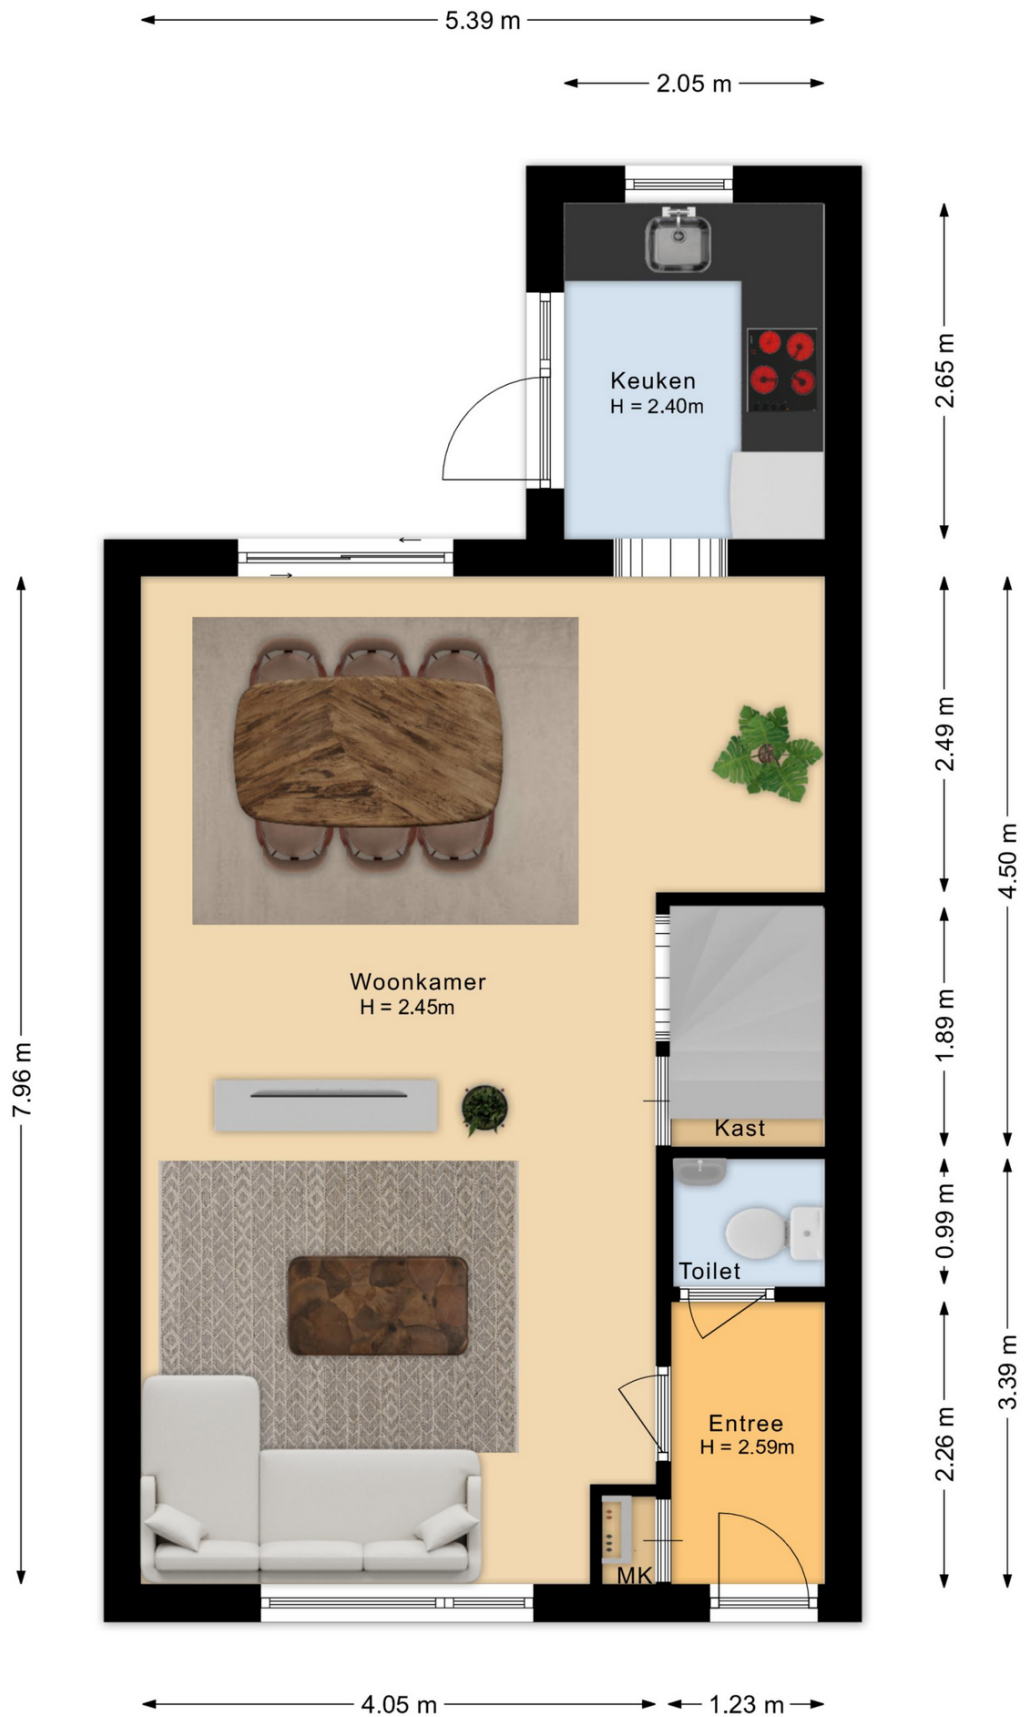 5.39 m
2.05 m
Keuken
H = 2.40m
2.65 m
2.49 m
4.50 m
Woonkamer
H = 2.45m
1.89 m
7.96 m
Kast
0.99 m
Toilet
3.39 m
Entree
H = 2.59m
2.26 m
MK
4.05 m
1.23 m